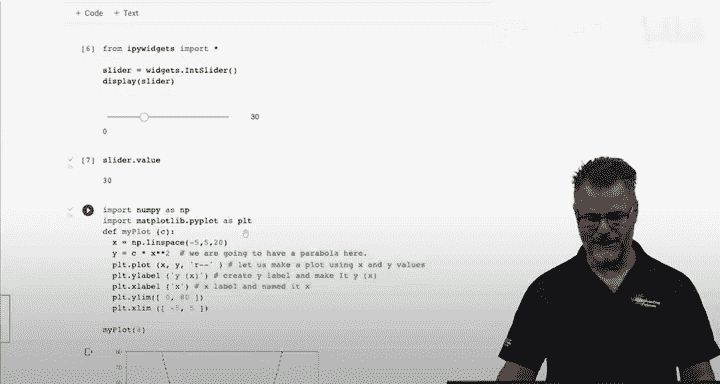 + Code + Text
[6] from ipywidgets import *
slider = widgets.IntSlider()
display(slider)
30
0
[7] slider.value
30
import numpy as np
import matplotlib.pyplot as plt
def myPlot (c):
x = np.linspace(-5,5,20)
y = c * x**2 # we are going to have a parabola here.
plt.plot (x, y, 'r--' ) # let us make a plot using x and y values
plt.ylabel ('y (x)') # create y label and make It y (x)
plt.xlabel ('x') # x label and named it x
plt.ylim([ 0, 80 ])
plt.xlim ([ -5, 5 ])
myPlot(4)
80